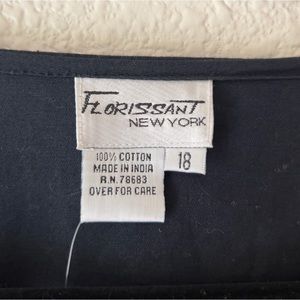 FLORISSANT
NEW YORK
100% COTTON
MADE IN INDIA
R.N. 78683
OVER FOR CARE
18